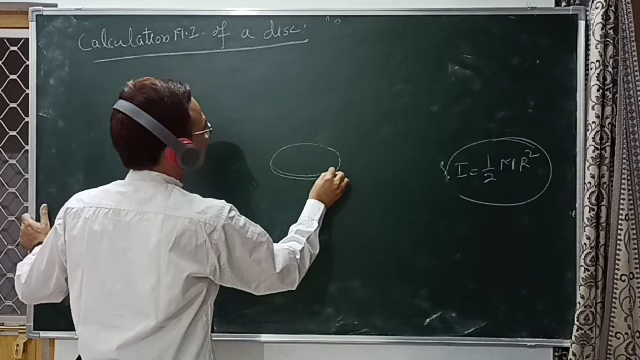 Calculation M.I. of a disc:
I = 1/2 MR²